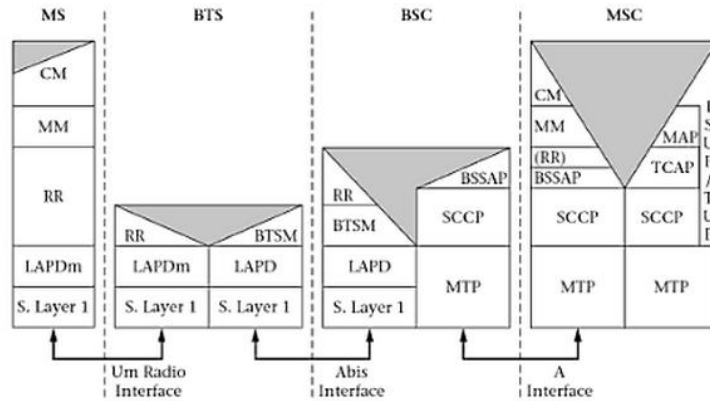 MS BTS BSC MSC
CM
MM
RR
LAPDm
S. Layer 1
RR BTSM
LAPDm LAPD
S. Layer 1 S. Layer 1
RR BSSAP
BTSM SCCP
LAPD MTP
S. Layer 1
CM
MM MAP
(RR) TCAP
BSSAP
SCCP SCCP
MTP MTP
Um Radio
Interface
Abis
Interface
A
Interface